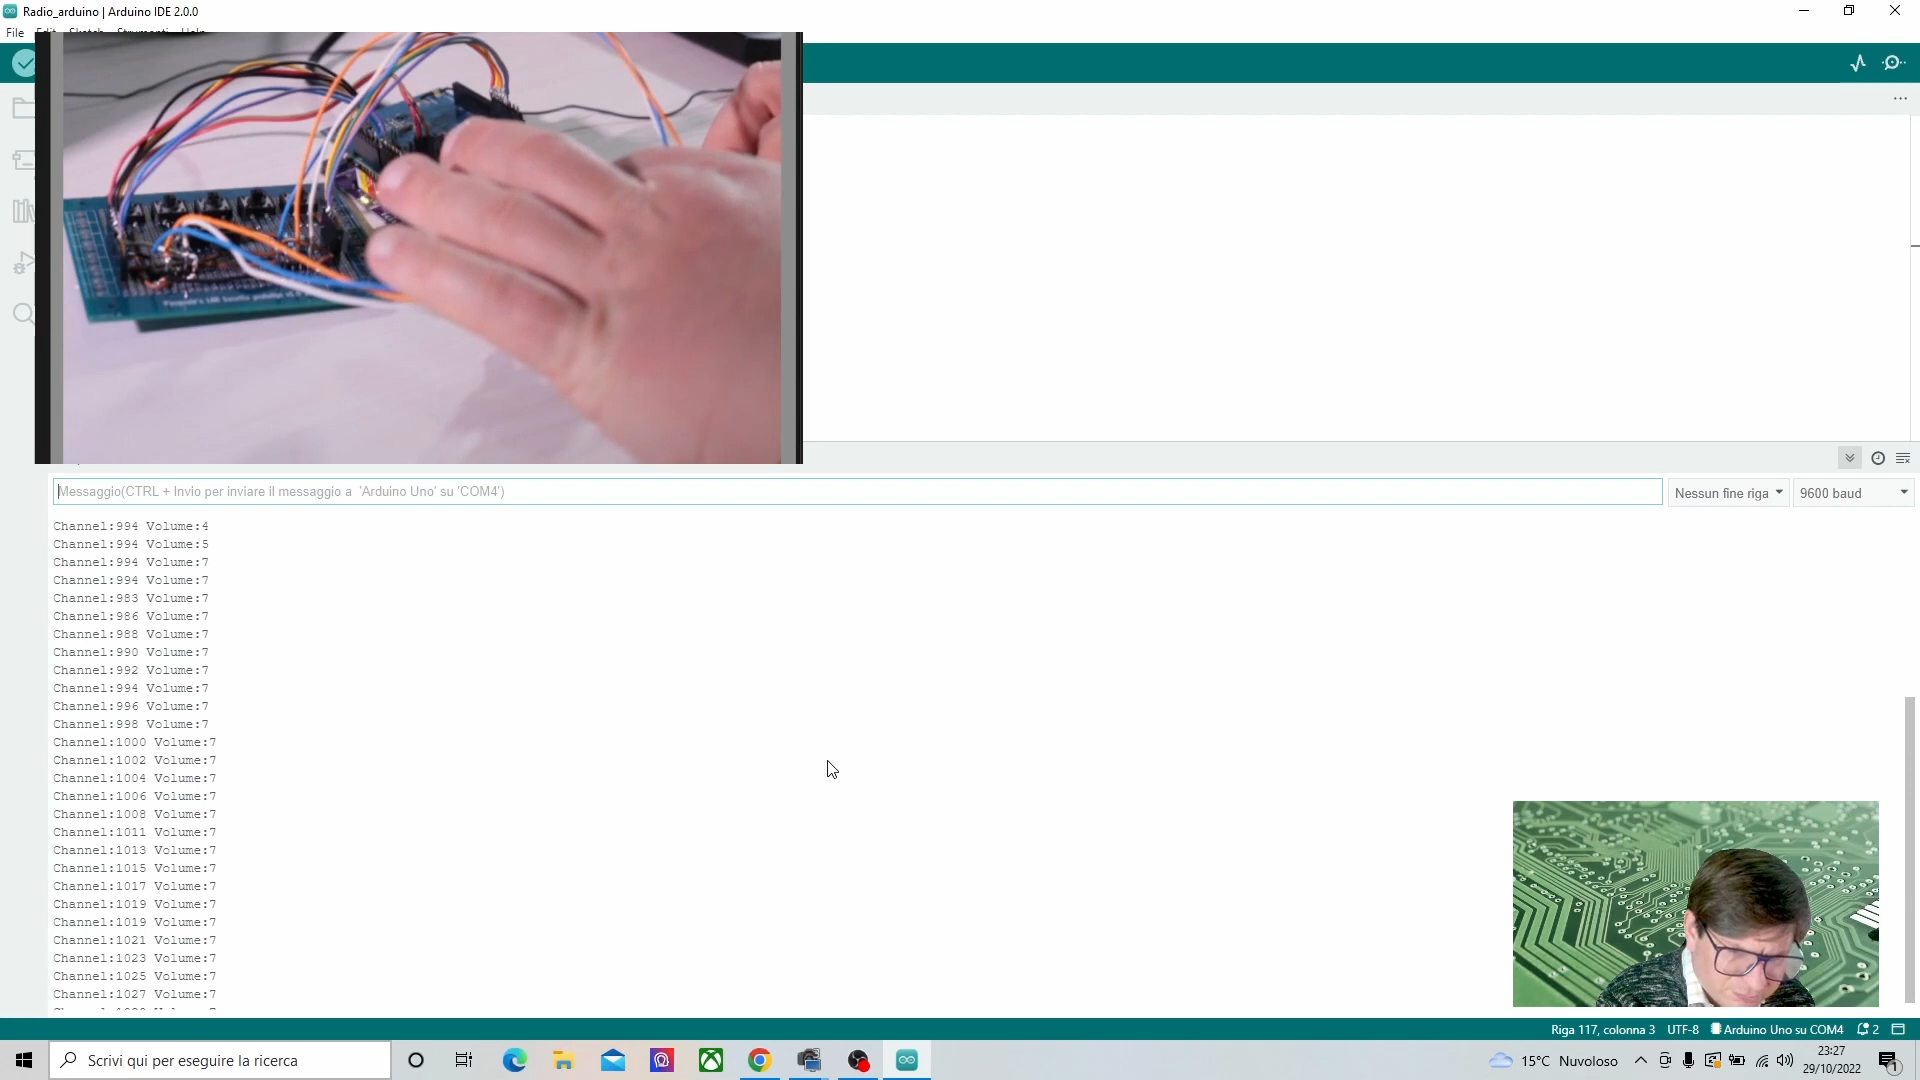 Radio_arduino | Arduino IDE 2.0.0
File
Messaggio(CTRL + Invio per inviare il messaggio a 'Arduino Uno' su 'COM4')
Nessun fine riga
9600 baud
Channel:994 Volume:4
Channel:994 Volume:5
Channel:994 Volume:7
Channel:994 Volume:7
Channel:983 Volume:7
Channel:986 Volume:7
Channel:988 Volume:7
Channel:990 Volume:7
Channel:992 Volume:7
Channel:994 Volume:7
Channel:996 Volume:7
Channel:998 Volume:7
Channel:1000 Volume:7
Channel:1002 Volume:7
Channel:1004 Volume:7
Channel:1006 Volume:7
Channel:1008 Volume:7
Channel:1011 Volume:7
Channel:1013 Volume:7
Channel:1015 Volume:7
Channel:1017 Volume:7
Channel:1019 Volume:7
Channel:1019 Volume:7
Channel:1021 Volume:7
Channel:1023 Volume:7
Channel:1025 Volume:7
Channel:1027 Volume:7
Riga 117, colonna 3 UTF-8 Arduino Uno su COM4 2
Scrivi qui per eseguire la ricerca
15°C Nuvoloso
23:27
29/10/2022
1